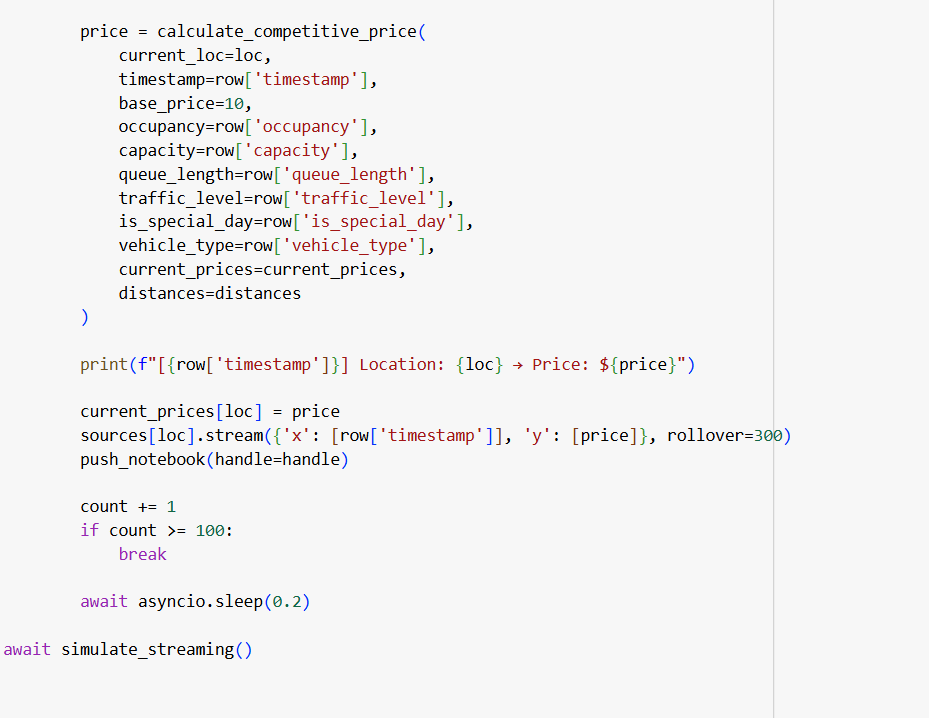 price = calculate_competitive_price(
current_loc=loc,
timestamp=row['timestamp'],
base_price=10,
occupancy=row['occupancy'],
capacity=row['capacity'],
queue_length=row['queue_length'],
traffic_level=row['traffic_level'],
is_special_day=row['is_special_day'],
vehicle_type=row['vehicle_type'],
current_prices=current_prices,
distances=distances
)
print(f"[{row['timestamp']}] Location: {loc} → Price: ${price}")
current_prices[loc] = price
sources[loc].stream({'x': [row['timestamp']], 'y': [price]}, rollover=300)
push_notebook(handle=handle)
count += 1
if count >= 100:
break
await asyncio.sleep(0.2)
await simulate_streaming()